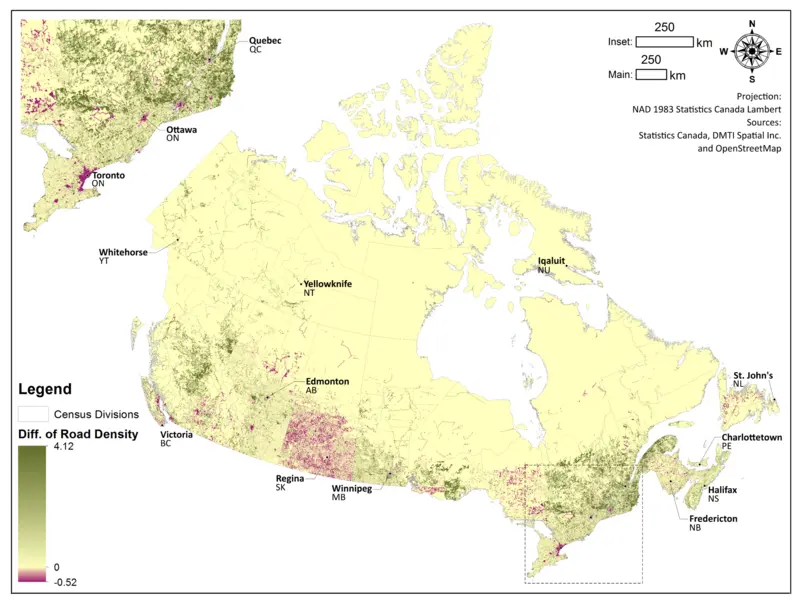 Quebec
QC
Ottawa
ON
Toronto
ON
250
Inset:
km
250
Main:
km
N
W
E
S
Projection:
NAD 1983 Statistics Canada Lambert
Sources:
Statistics Canada, DMTI Spatial Inc.
and OpenStreetMap
Whitehorse
YT
Yellowknife
NT
Iqaluit
NU
Edmonton
AB
St. John's
NL
Victoria
BC
Regina
SK
Winnipeg
MB
Charlottetown
PE
Halifax
NS
Fredericton
NB
Legend
Census Divisions
Diff. of Road Density
4.12
0
-0.52